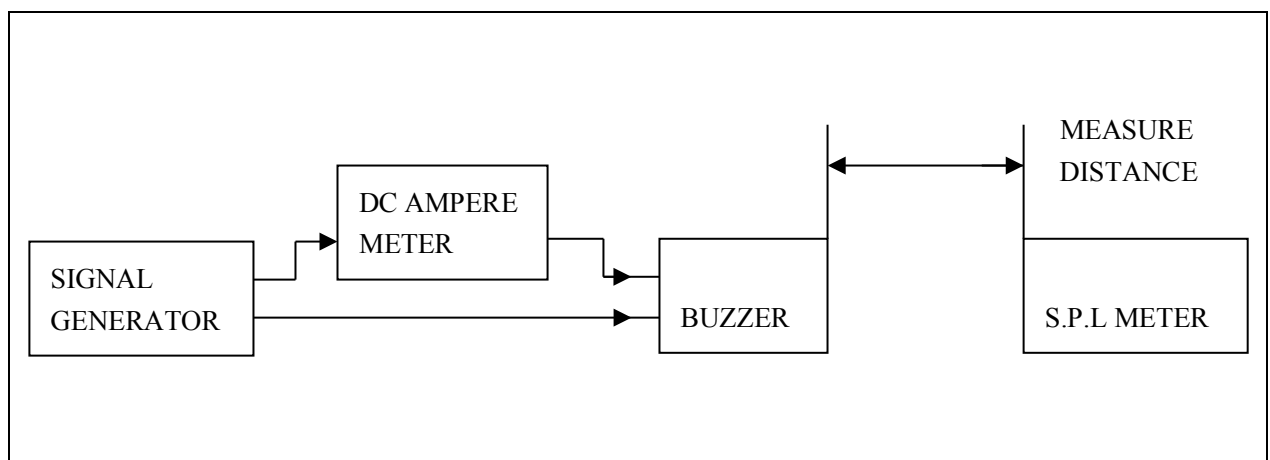 MEASURE
DISTANCE
DC AMPERE
METER
SIGNAL
GENERATOR
BUZZER
S.P.L METER